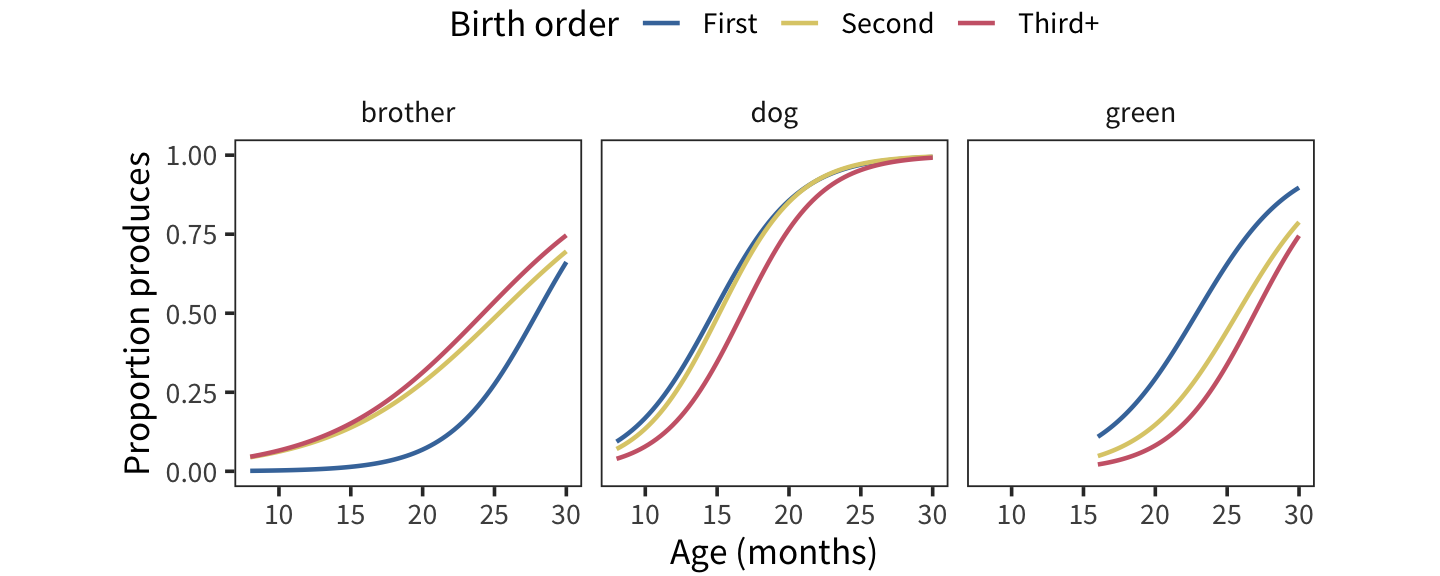 Birth order First Second Third+
brother dog green
Proportion produces
1.00
0.75
0.50
0.25
0.00
10 15 20 25 30 10 15 20 25 30 10 15 20 25 30
Age (months)